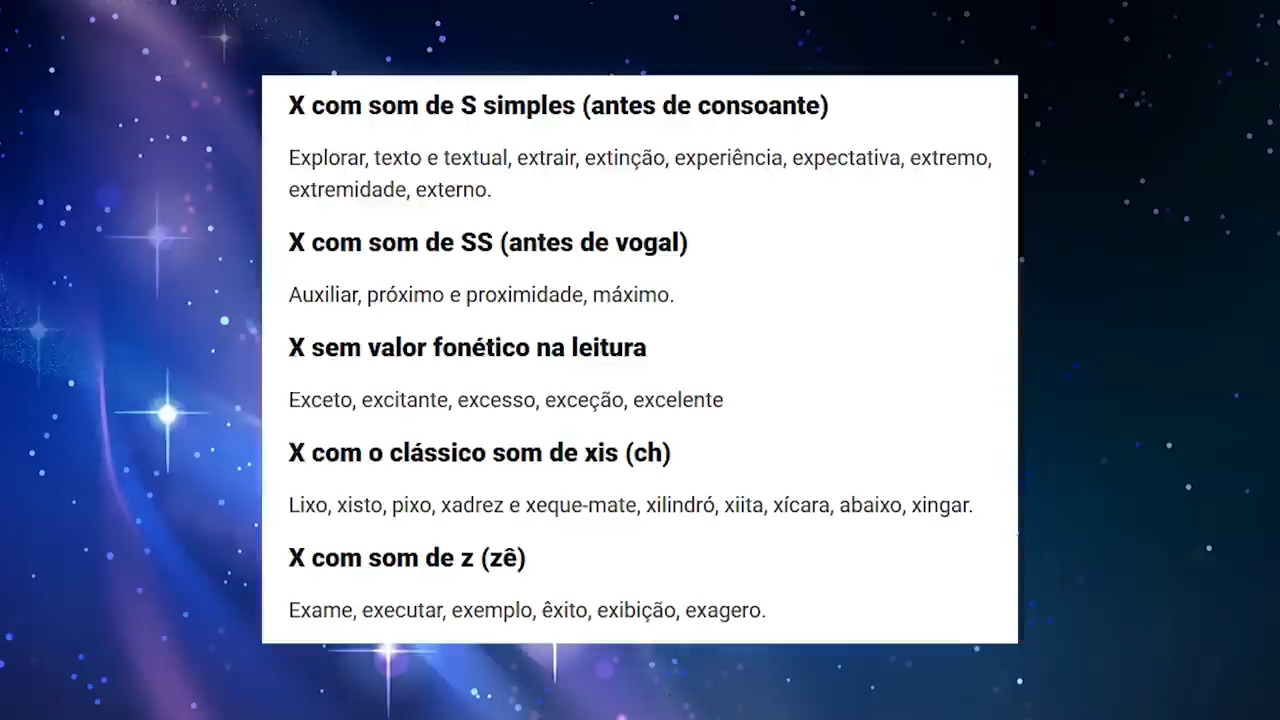 X com som de S simples (antes de consoante)
Explorar, texto e textual, extrair, extinção, experiência, expectativa, extremo,
extremidade, externo.
X com som de SS (antes de vogal)
Auxiliar, próximo e proximidade, máximo.
X sem valor fonético na leitura
Exceto, excitante, excesso, exceção, excelente
X com o clássico som de xis (ch)
Lixo, xisto, pixo, xadrez e xeque-mate, xilindró, xiita, xícara, abaixo, xingar.
X com som de z (zê)
Exame, executar, exemplo, êxito, exibição, exagero.